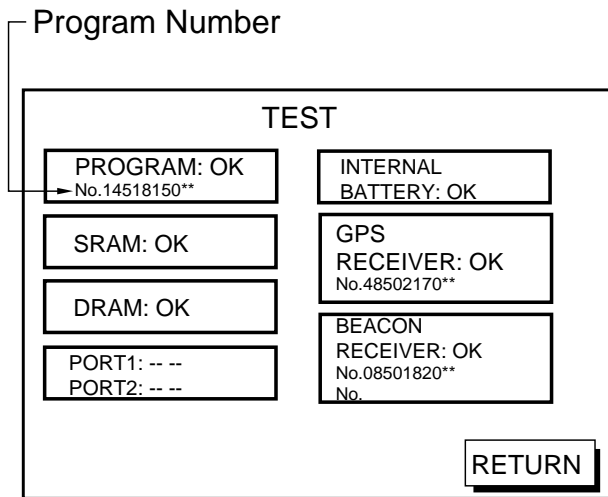 Program Number
TEST
PROGRAM: OK
No.14518150**
SRAM: OK
DRAM: OK
PORT1: -- --
PORT2: -- --
INTERNAL
BATTERY: OK
GPS
RECEIVER: OK
No.48502170**
BEACON
RECEIVER: OK
No.08501820**
No.
RETURN